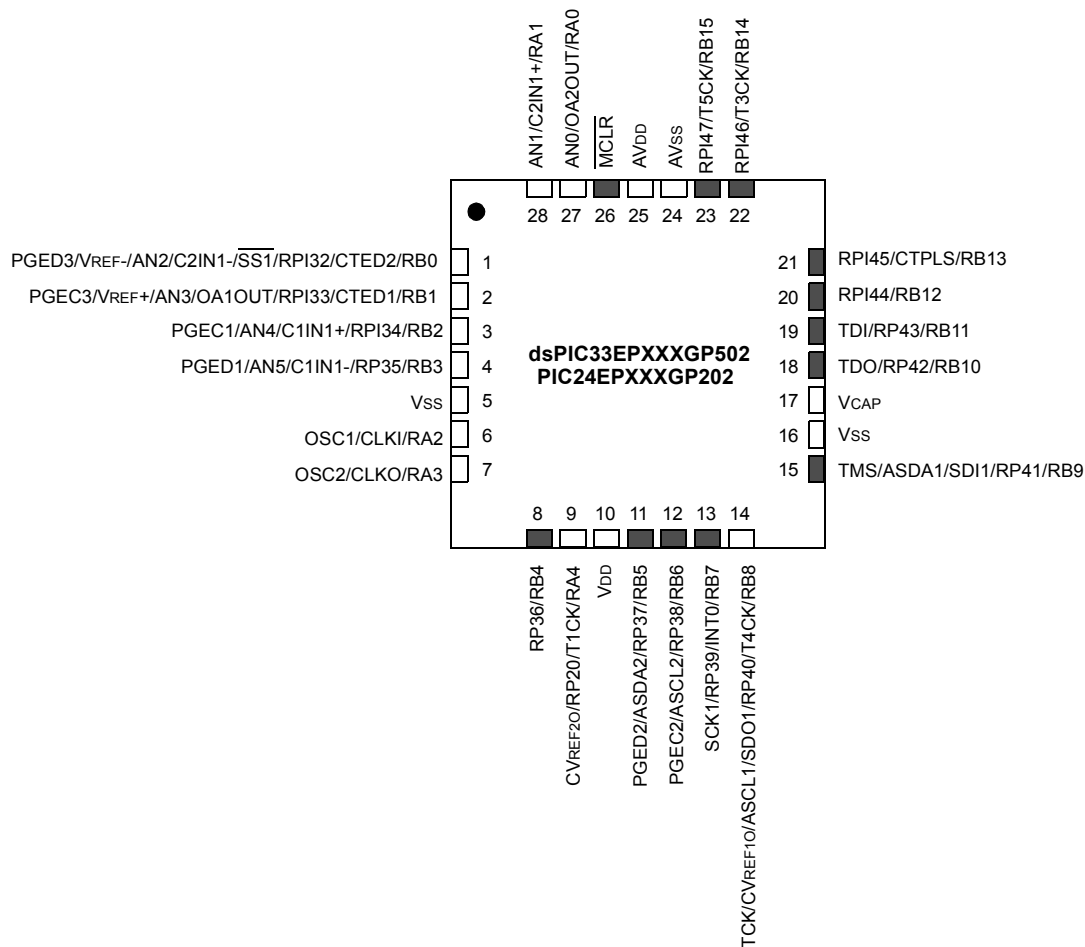 AN1/C2IN1+/RA1
AN0/OA2OUT/RA0
MCLR
AVDD
AVSS
RPI47/T5CK/RB15
RPI46/T3CK/RB14
28 27 26 25 24 23 22
PGED3/VREF-/AN2/C2IN1-/SS1/RPI32/CTED2/RB0 1
PGEC3/VREF+/AN3/OA1OUT/RPI33/CTED1/RB1 2
PGEC1/AN4/C1IN1+/RPI34/RB2 3
PGED1/AN5/C1IN1-/RP35/RB3 4
VSS 5
OSC1/CLKI/RA2 6
OSC2/CLKO/RA3 7
dsPIC33EPXXXGP502
PIC24EPXXXGP202
21 RPI45/CTPLS/RB13
20 RPI44/RB12
19 TDI/RP43/RB11
18 TDO/RP42/RB10
17 VCAP
16 VSS
15 TMS/ASDA1/SDI1/RP41/RB9
8 9 10 11 12 13 14
RP36/RB4
CVREF2O/RP20/T1CK/RA4
VDD
PGED2/ASDA2/RP37/RB5
PGEC2/ASCL2/RP38/RB6
SCK1/RP39/INT0/RB7
TCK/CVREF1O/ASCL1/SDO1/RP40/T4CK/RB8